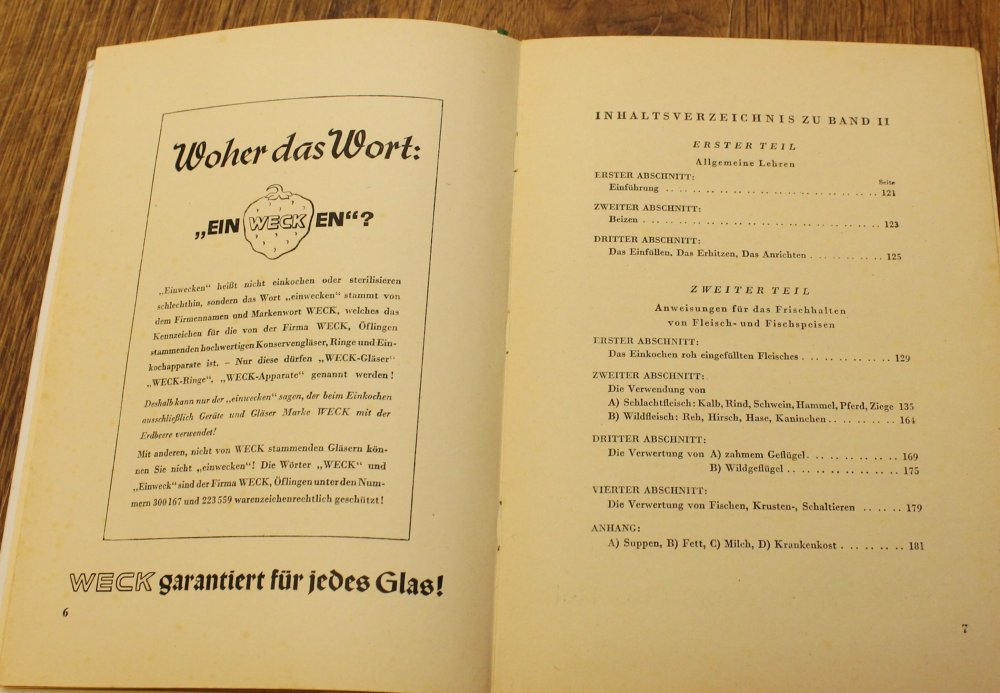 Woher das Wort:
„EINWECKEN“?
„Einwecken“ heißt nicht einkochen oder sterilisieren
schlechthin, sondern das Wort „einwecken“ stammt von
dem Firmennamen und Markenwort WECK, welches das
Kennzeichen für die von der Firma WECK, Öflingen
stammenden hochwertigen Konservengläser, Ringe und Ein-
kochapparate ist. – Nur diese dürfen „WECK-Gläser“
„WECK-Ringe“, „WECK-Apparate“ genannt werden!
Deshalb kann nur der „einwecken“ sagen, der beim Einkochen
ausschließlich Geräte und Gläser Marke WECK mit der
Erdbeere verwendet!
Mit anderen, nicht von WECK stammenden Gläsern kön-
nen Sie nicht „einwecken“! Die Wörter „WECK“ und
„Einweck“ sind der Firma WECK, Öflingen unter den Num-
mern 300167 und 223559 warenzeichenrechtlich geschützt!
WECK garantiert für jedes Glas!
6
INHALTSVERZEICHNIS ZU BAND II
ERSTER TEIL
Allgemeine Lehren
ERSTER ABSCHNITT: Seite
Einführung . . . . . . . . . . . . . . . . . . . . 121
ZWEITER ABSCHNITT:
Beizen . . . . . . . . . . . . . . . . . . . . 123
DRITTER ABSCHNITT:
Das Einfüllen, Das Erhitzen, Das Anrichten . . . . . . . . . . . 125
ZWEITER TEIL
Anweisungen für das Frischhalten
von Fleisch- und Fischspeisen
ERSTER ABSCHNITT:
Das Einkochen roh eingefüllten Fleisches . . . . . . . . . . . . 129
ZWEITER ABSCHNITT:
Die Verwendung von
A) Schlachtfleisch: Kalb, Rind, Schwein, Hammel, Pferd, Ziege 135
B) Wildfleisch: Reh, Hirsch, Hase, Kaninchen . . . . . . . 164
DRITTER ABSCHNITT:
Die Verwertung von A) zahmem Geflügel . . . . . . . . . . . 169
B) Wildgeflügel . . . . . . . . . . . . 175
VIERTER ABSCHNITT:
Die Verwertung von Fischen, Krusten-, Schaltieren . . . . . . 179
ANHANG:
A) Suppen, B) Fett, C) Milch, D) Krankenkost . . . . . . . . 181
7